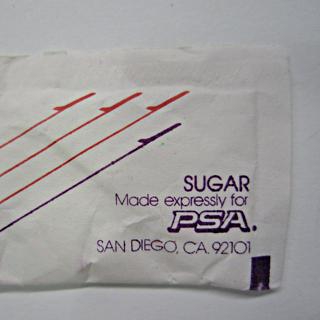 SUGAR
Made expressly for
PSA.
SAN DIEGO, CA. 92101